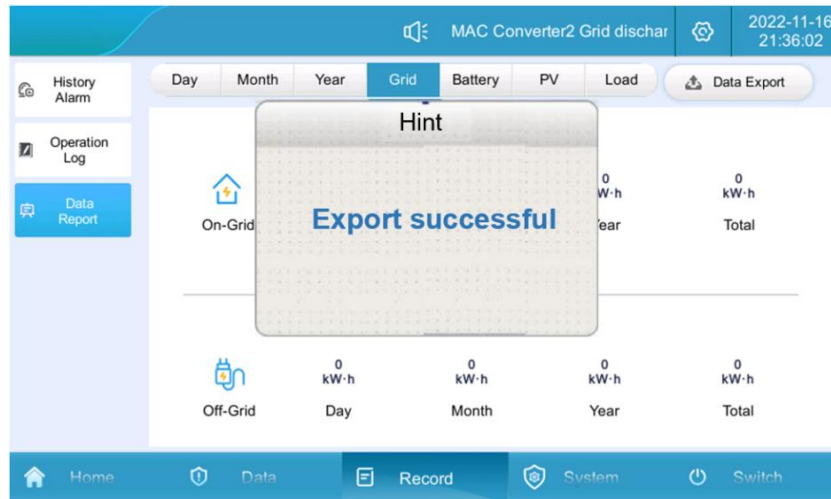 MAC Converter2 Grid dischar
2022-11-16
21:36:02
History
Alarm
Operation
Log
Data
Report
Day Month Year Grid Battery PV Load
Data Export
Hint
Export successful
On-Grid
0
W·h
ear
0
kW·h
Total
Off-Grid
0
kW·h
Day
0
kW·h
Month
0
kW·h
Year
0
kW·h
Total
Home Data Record System Switch